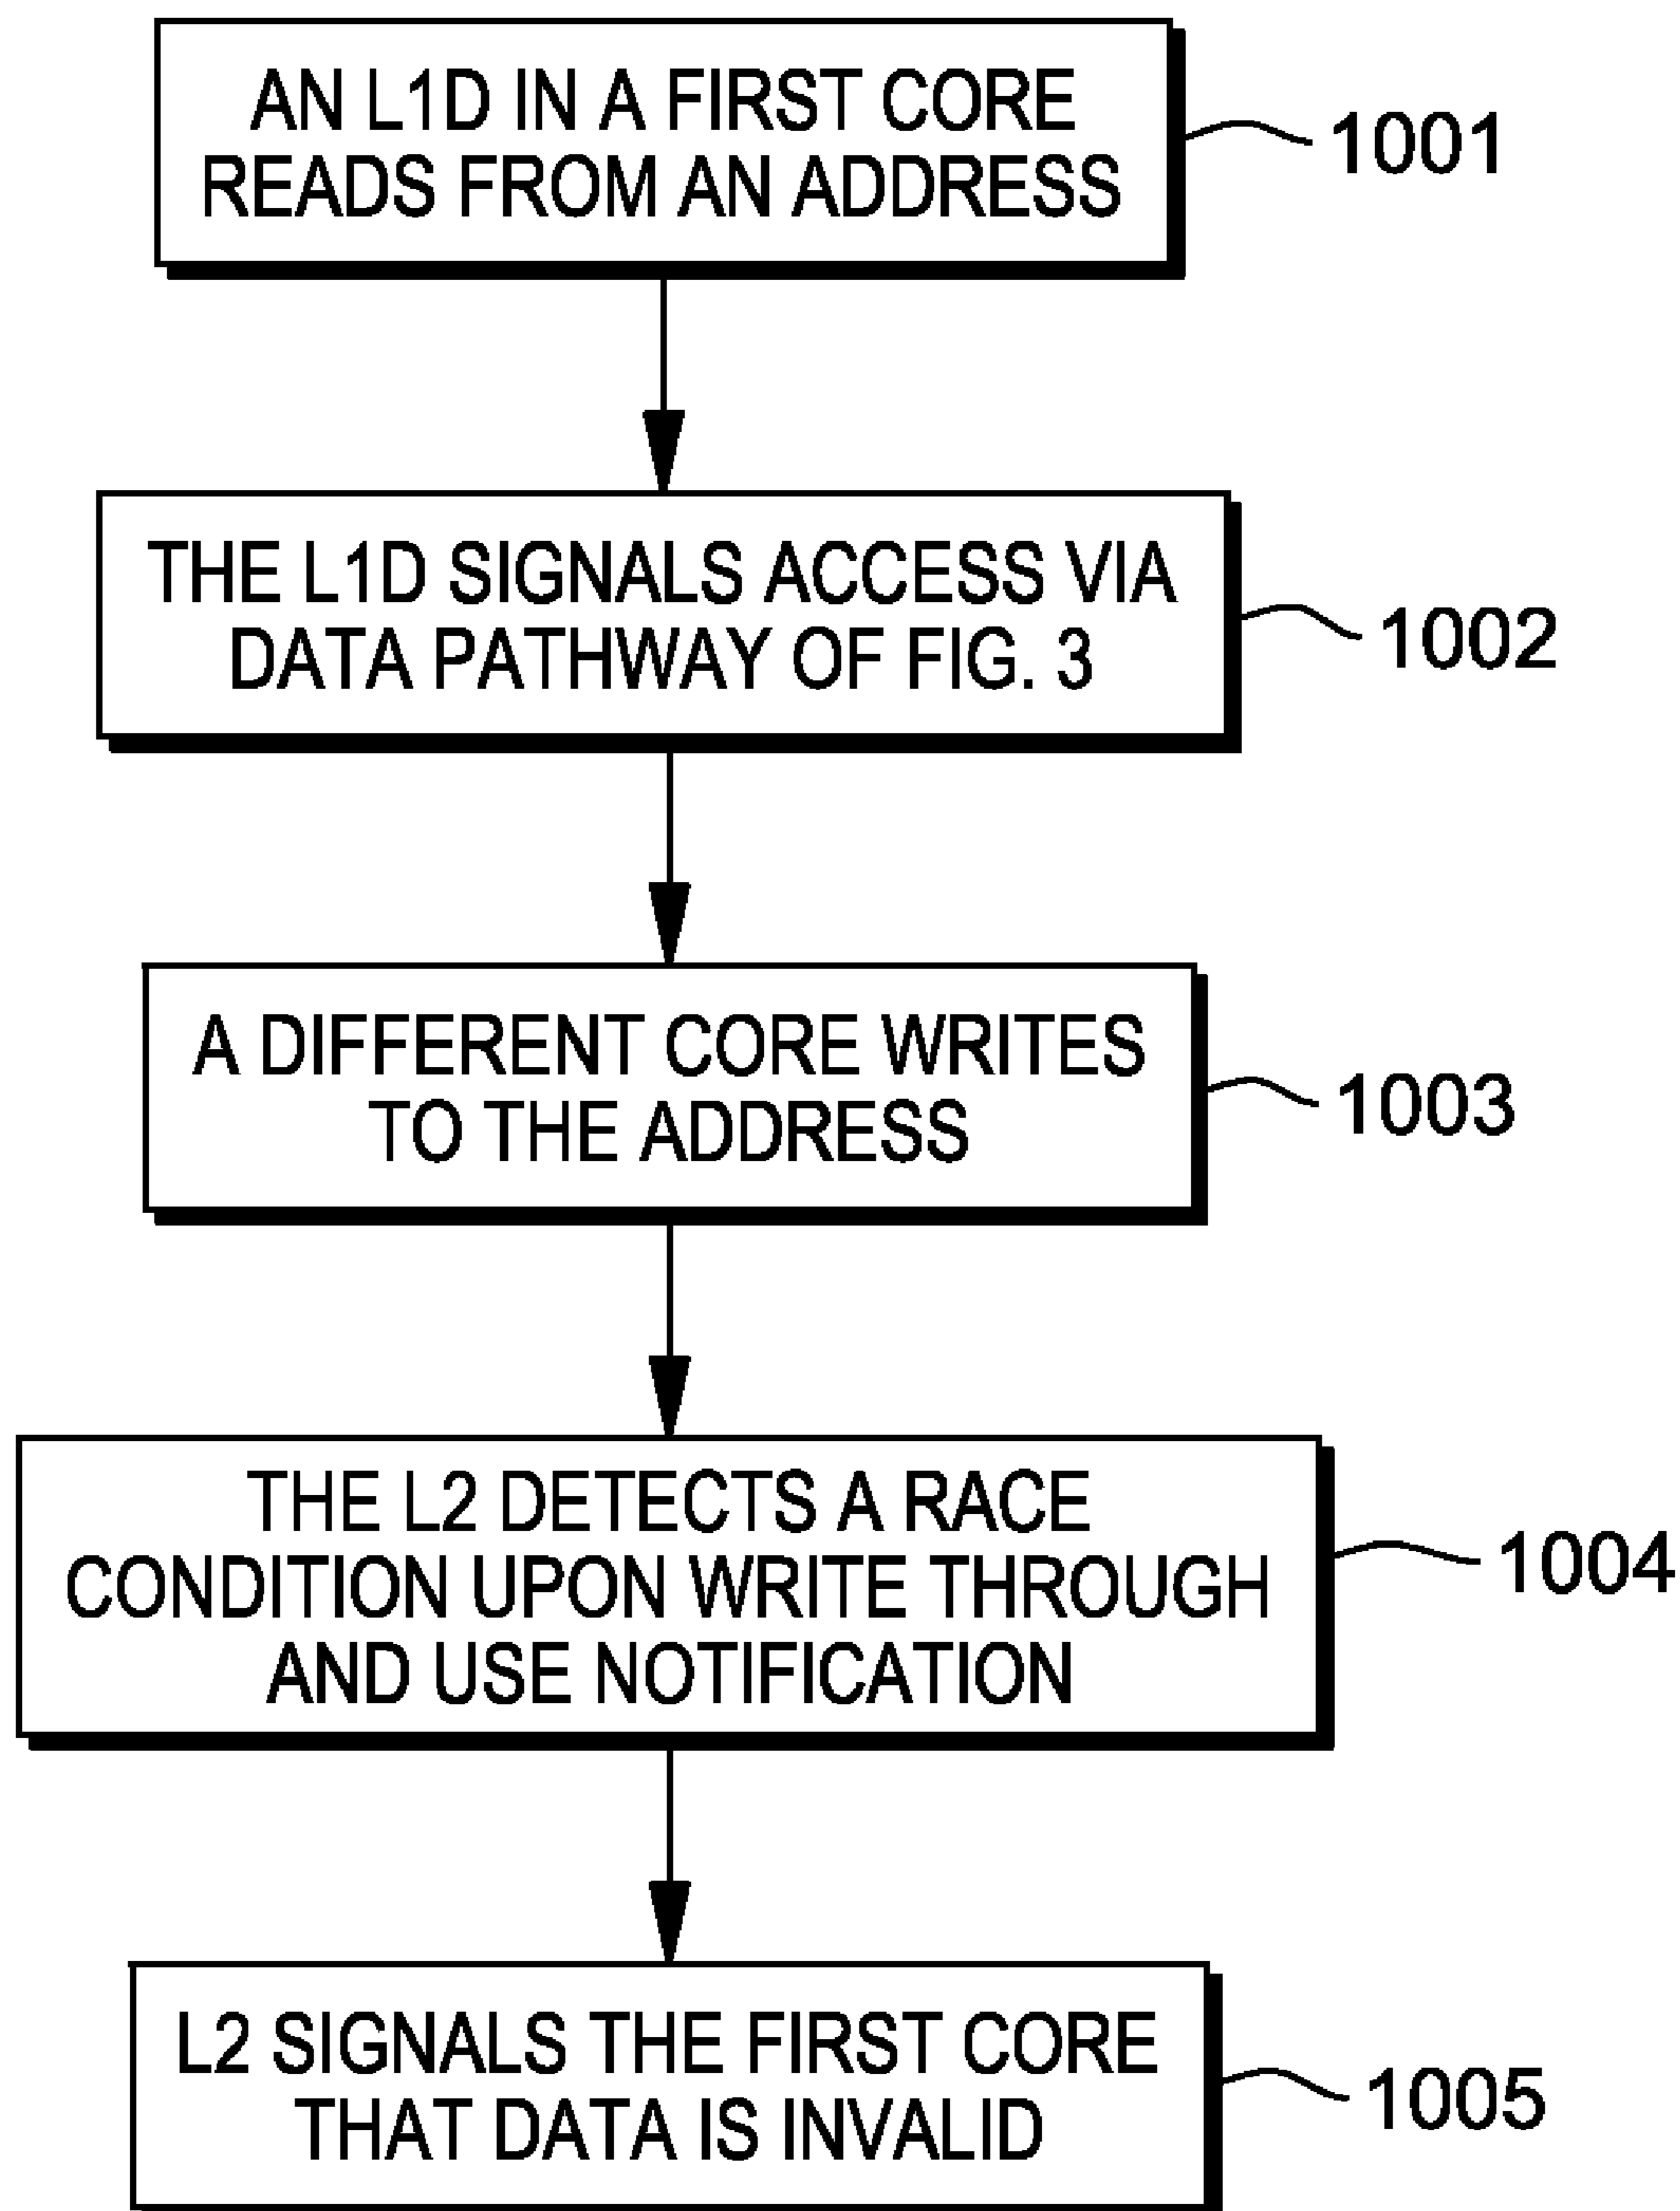 AN L1D IN A FIRST CORE
READS FROM AN ADDRESS
1001
THE L1D SIGNALS ACCESS VIA
DATA PATHWAY OF FIG. 3
1002
A DIFFERENT CORE WRITES
TO THE ADDRESS
1003
THE L2 DETECTS A RACE
CONDITION UPON WRITE THROUGH
AND USE NOTIFICATION
1004
L2 SIGNALS THE FIRST CORE
THAT DATA IS INVALID
1005